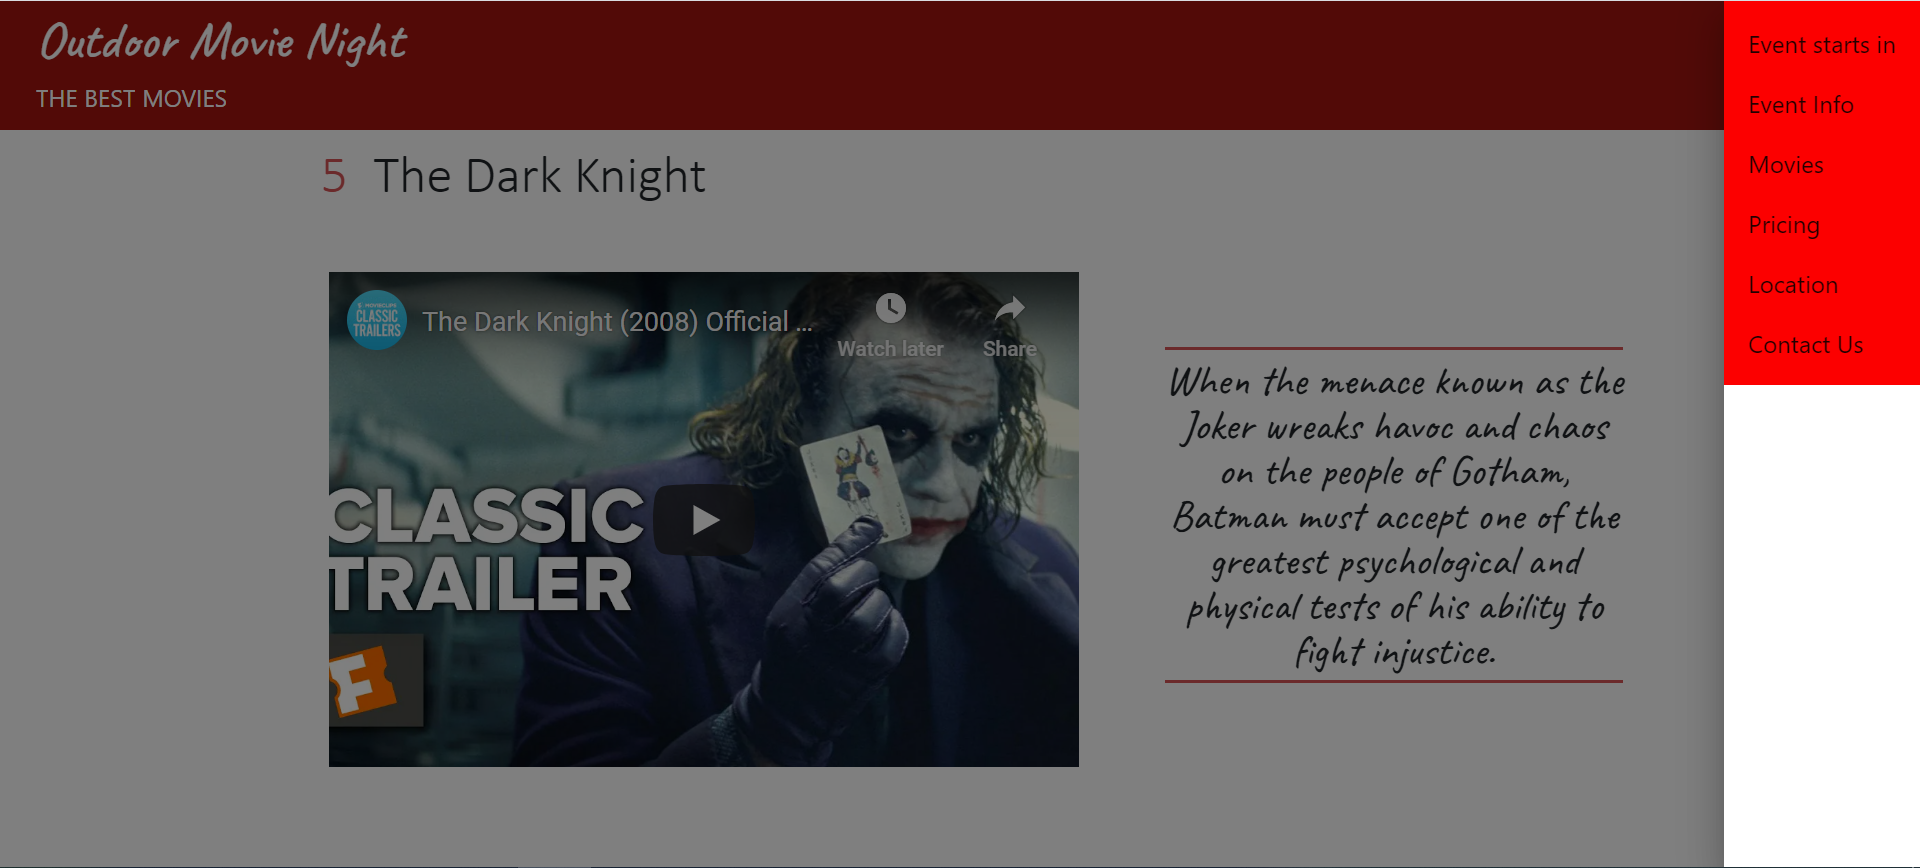 Outdoor Movie Night
THE BEST MOVIES
Event starts in
Event Info
Movies
Pricing
Location
Contact Us
5 The Dark Knight
MOVIECLIPS
CLASSIC
TRAILERS
The Dark Knight (2008) Official ...
Watch later
Share
CLASSIC
TRAILER
F
When the menace known as the
Joker wreaks havoc and chaos
on the people of Gotham,
Batman must accept one of the
greatest psychological and
physical tests of his ability to
fight injustice.